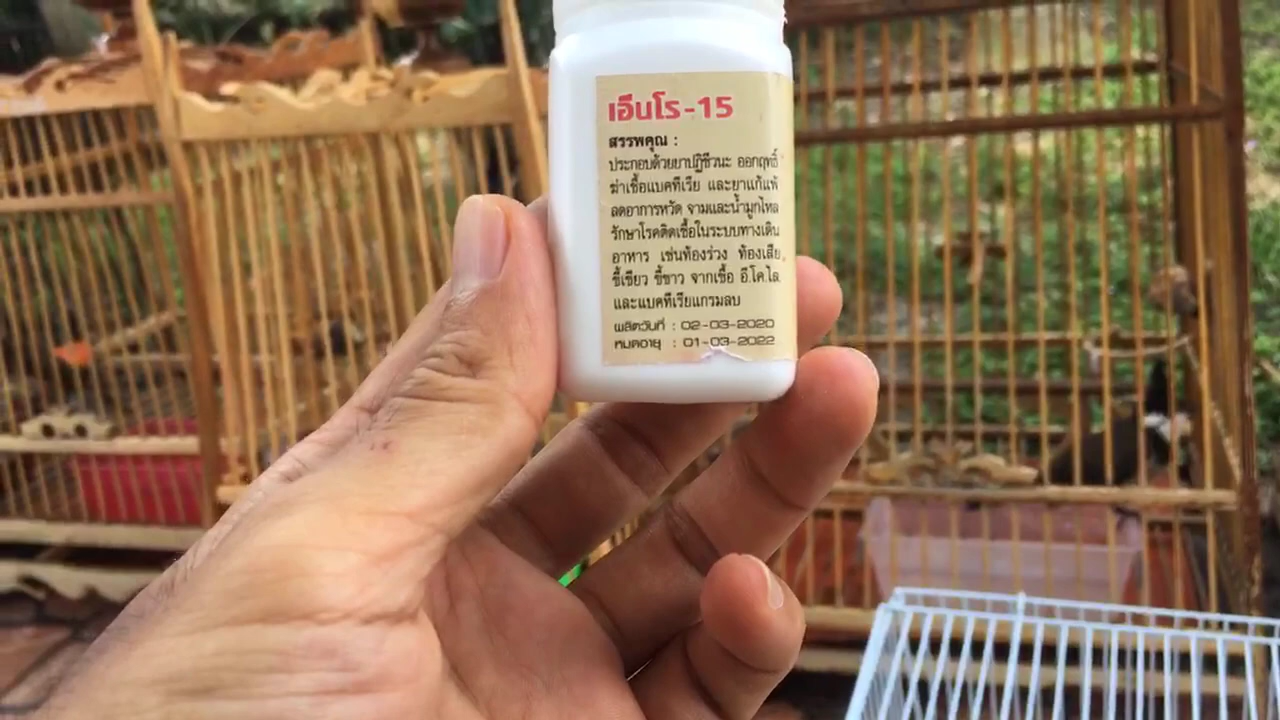 เอ็นโร-15
สรรพคุณ :
ประกอบด้วยยาปฏิชีวนะ ออกฤทธิ์
ฆ่าเชื้อแบคทีเรีย และยาแก้แพ้
ลดอาการหวัด จามและน้ำมูกไหล
รักษาโรคติดเชื้อในระบบทางเดิน
อาหาร เช่นท้องร่วง ท้องเสีย
ขี้เขียว ขี้ขาว จากเชื้อ อี.โค.ไล
และแบคทีเรียแกรมลบ
ผลิตวันที่ : 02-03-2020
หมดอายุ : 01-03-2022